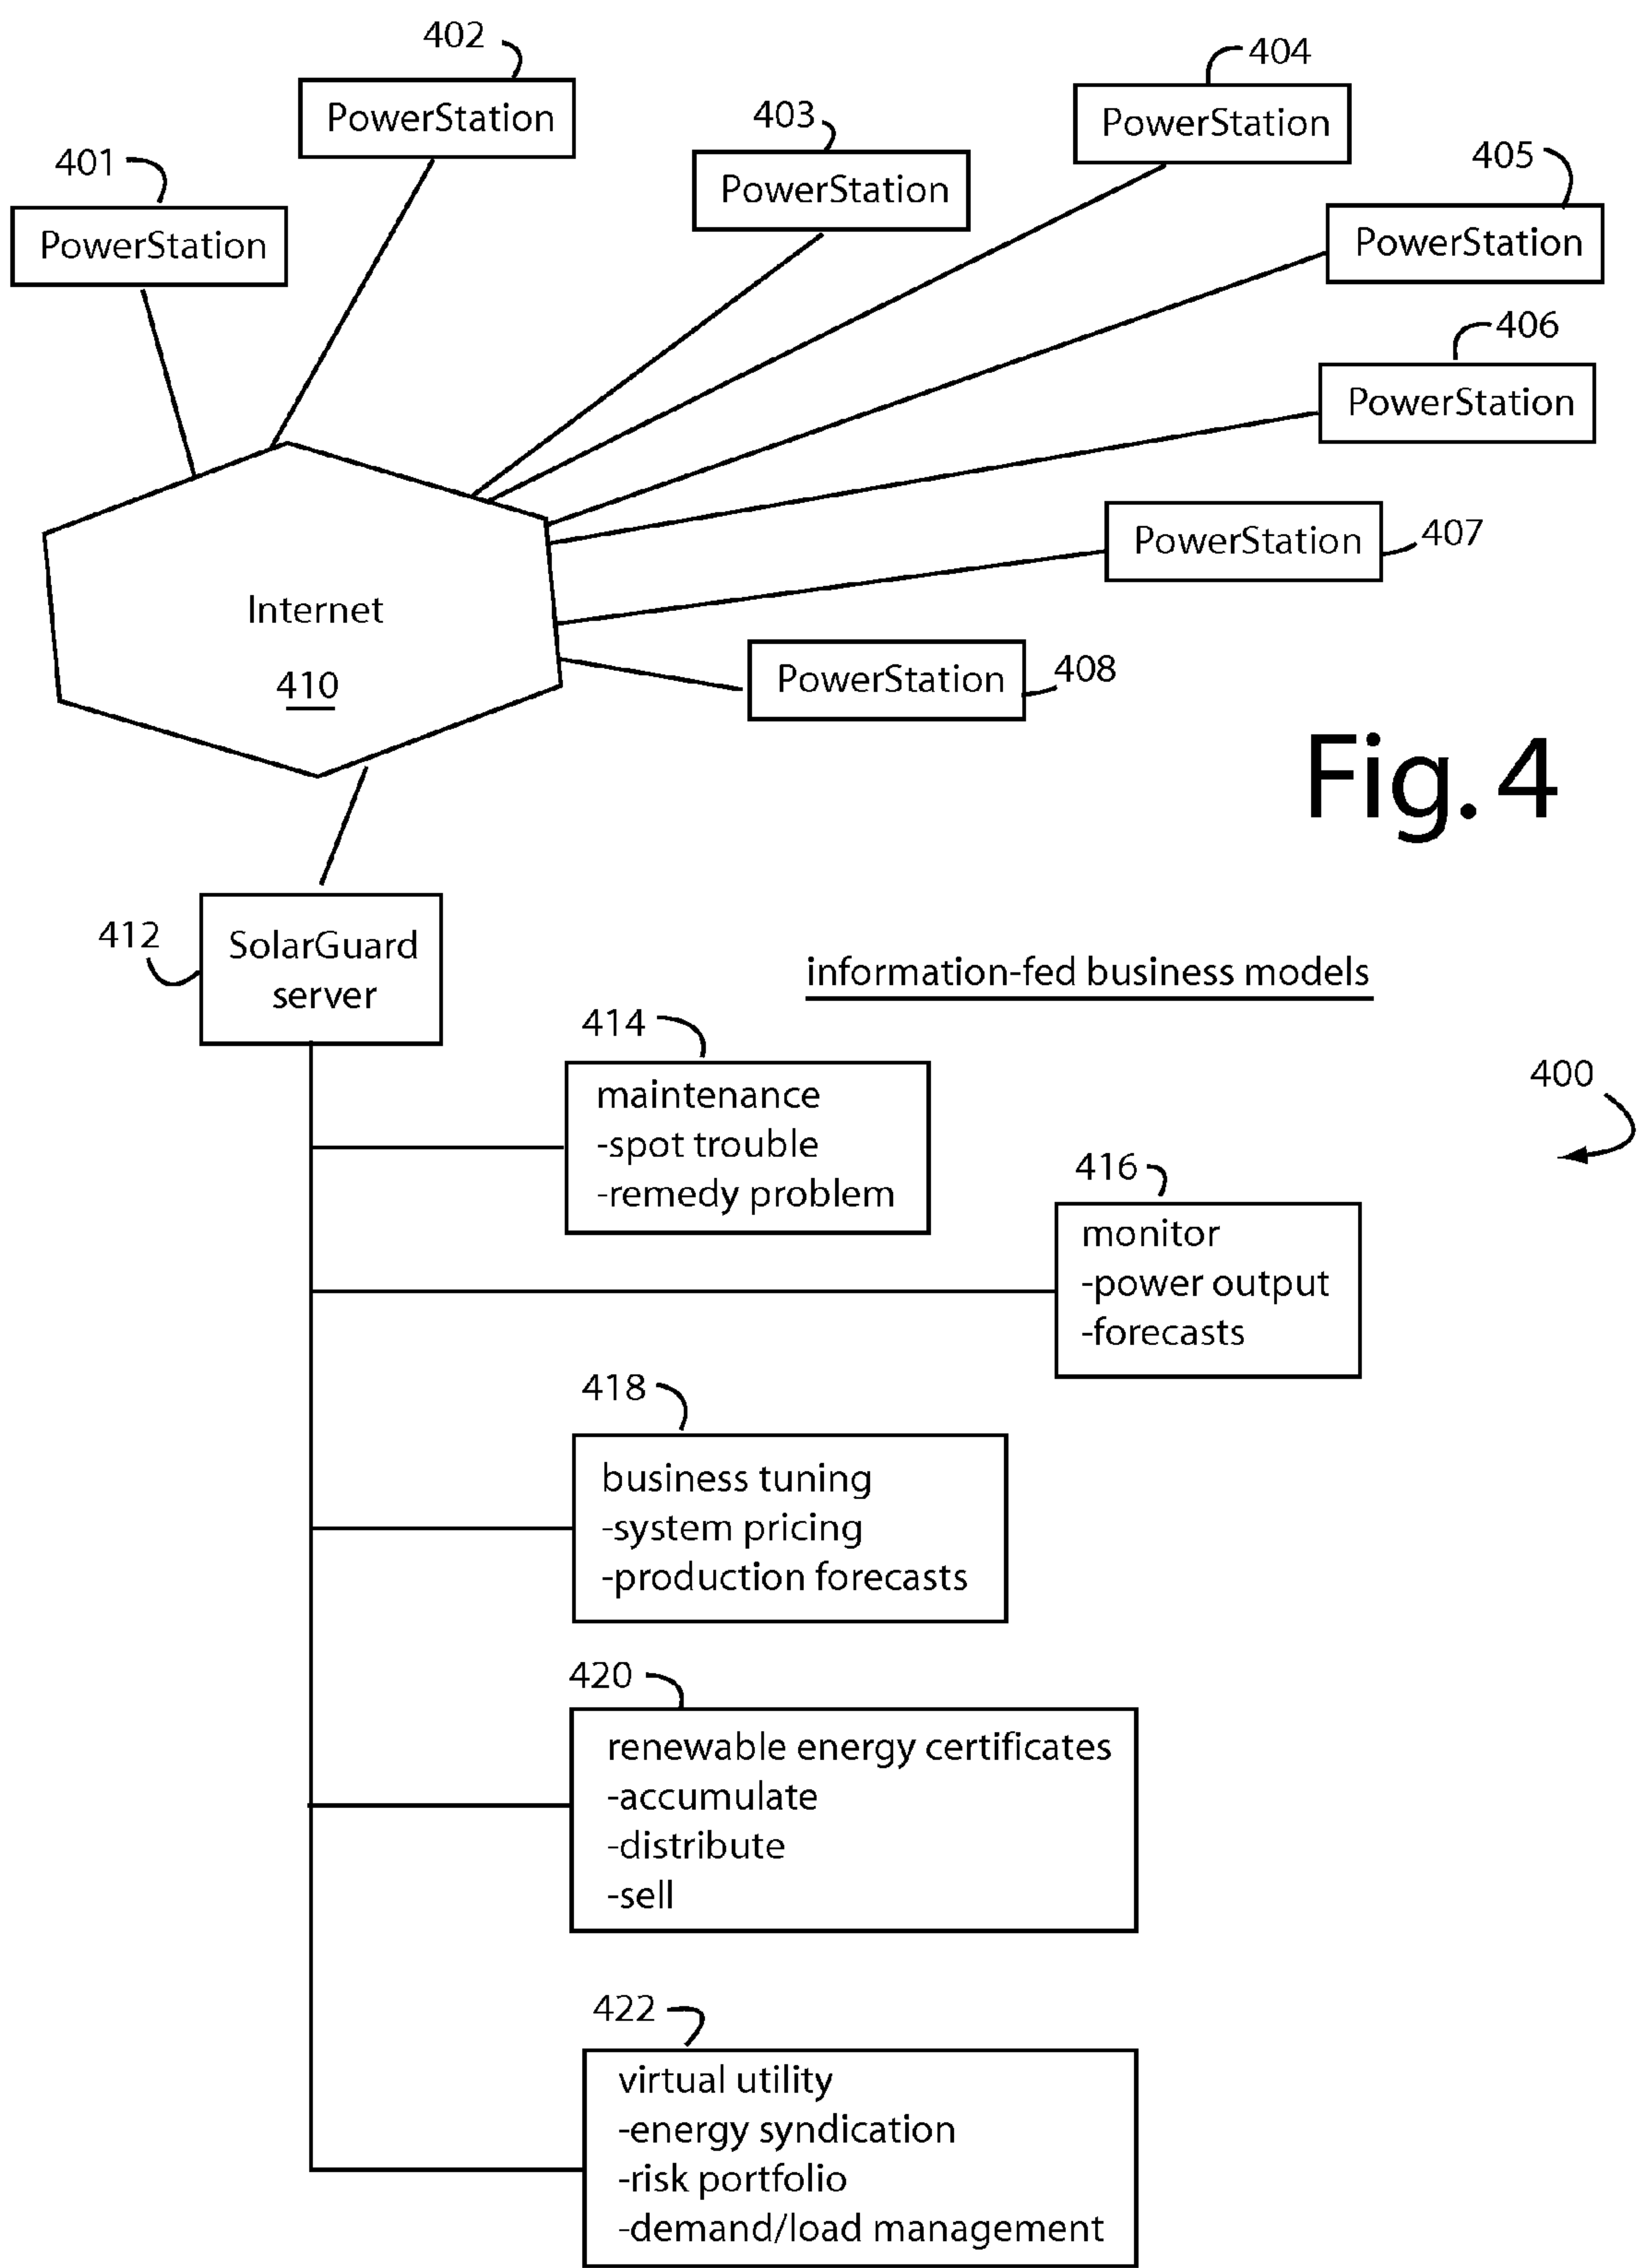 402
PowerStation
404
PowerStation
403
PowerStation
401
PowerStation
405
PowerStation
406
PowerStation
PowerStation
407
PowerStation
408
Internet
410
Fig. 4
412
SolarGuard
server
information-fed business models
400
414
maintenance
-spot trouble
-remedy problem
416
monitor
-power output
-forecasts
418
business tuning
-system pricing
-production forecasts
420
renewable energy certificates
-accumulate
-distribute
-sell
422
virtual utility
-energy syndication
-risk portfolio
-demand/load management